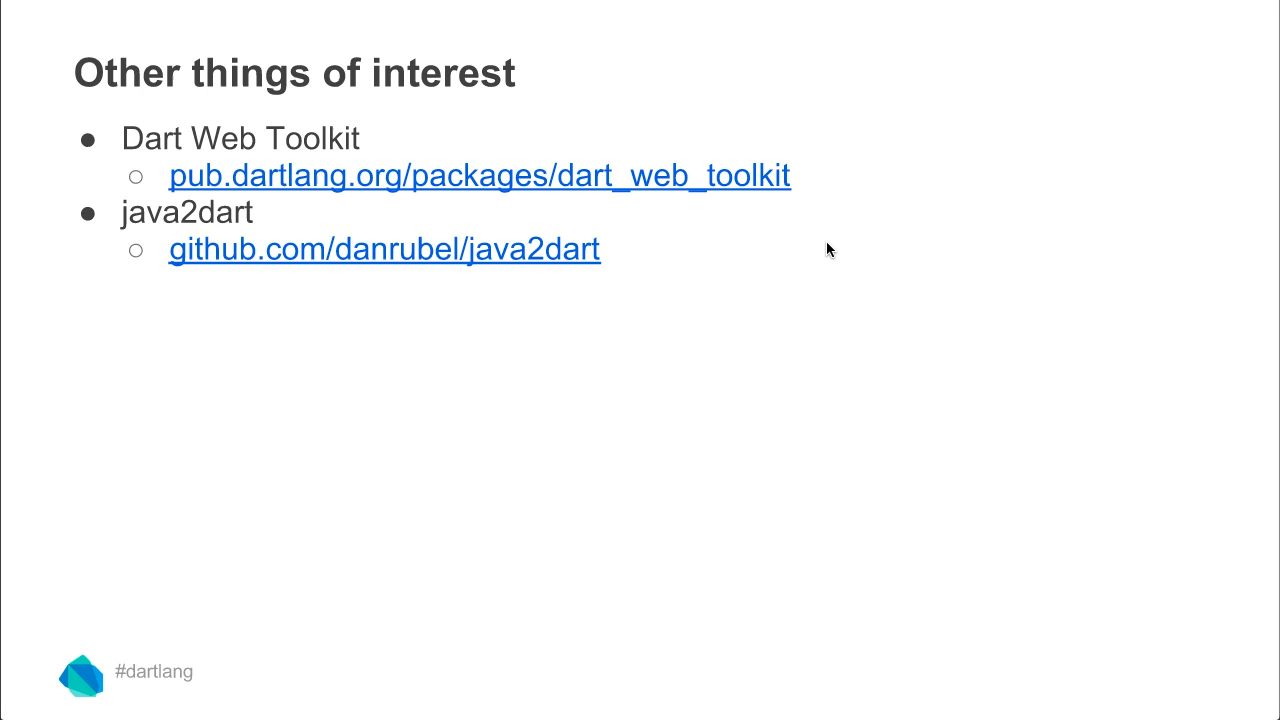 Other things of interest
● Dart Web Toolkit
○ pub.dartlang.org/packages/dart_web_toolkit
● java2dart
○ github.com/danrubel/java2dart
#dartlang